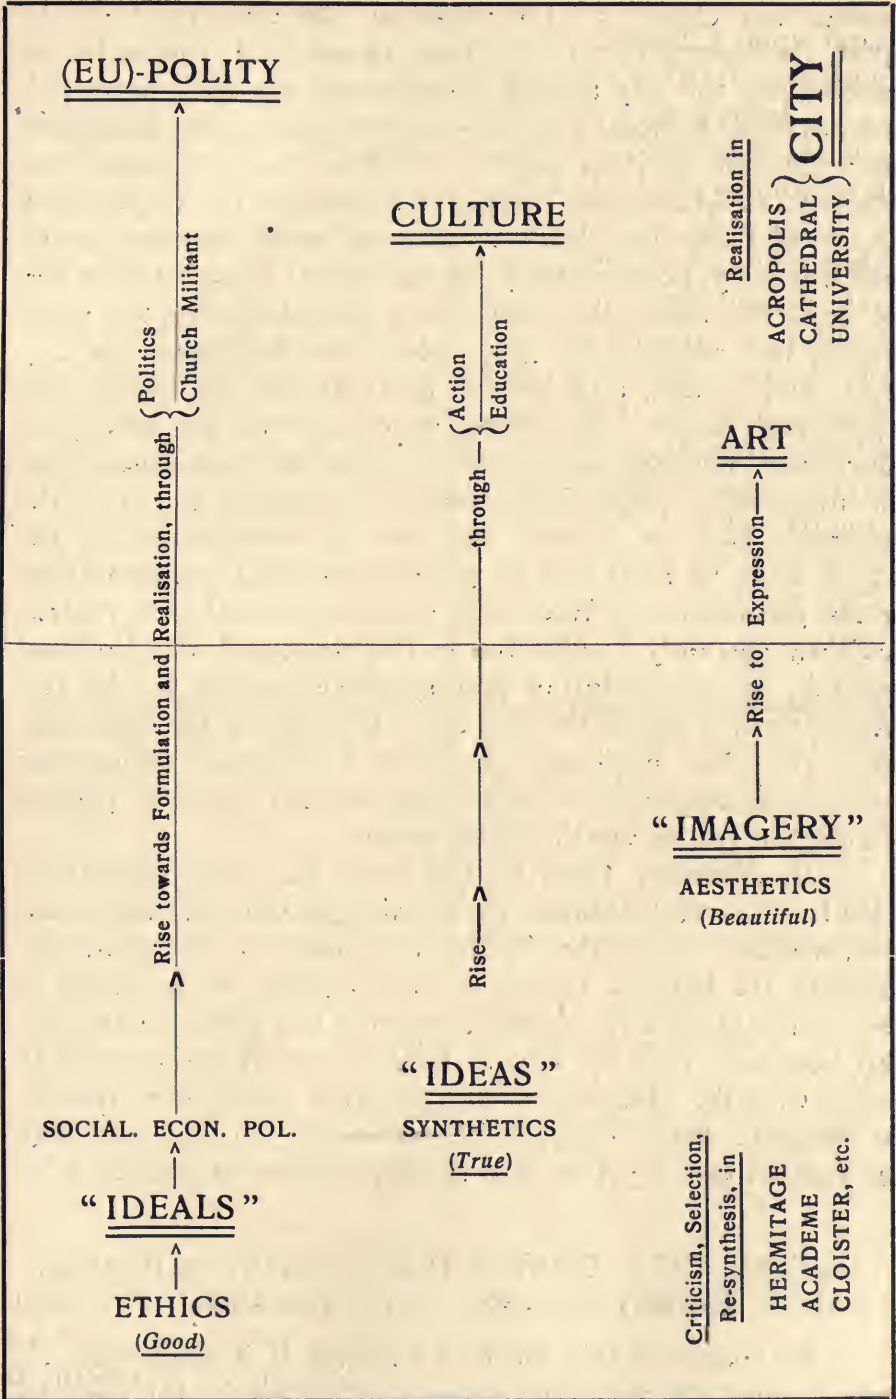 (EU)-POLITY
Politics
Church Militant
Rise towards Formulation and Realisation, through
SOCIAL. ECON. POL.
“IDEALS”
ETHICS
(Good)
CULTURE
Action
Education
through
Rise
“IDEAS”
SYNTHETICS
(True)
Realisation in
ACROPOLIS
CATHEDRAL
UNIVERSITY
CITY
ART
Rise to Expression
“IMAGERY”
AESTHETICS
(Beautiful)
Criticism, Selection,
Re-synthesis, in
HERMITAGE
ACADEME
CLOISTER, etc.